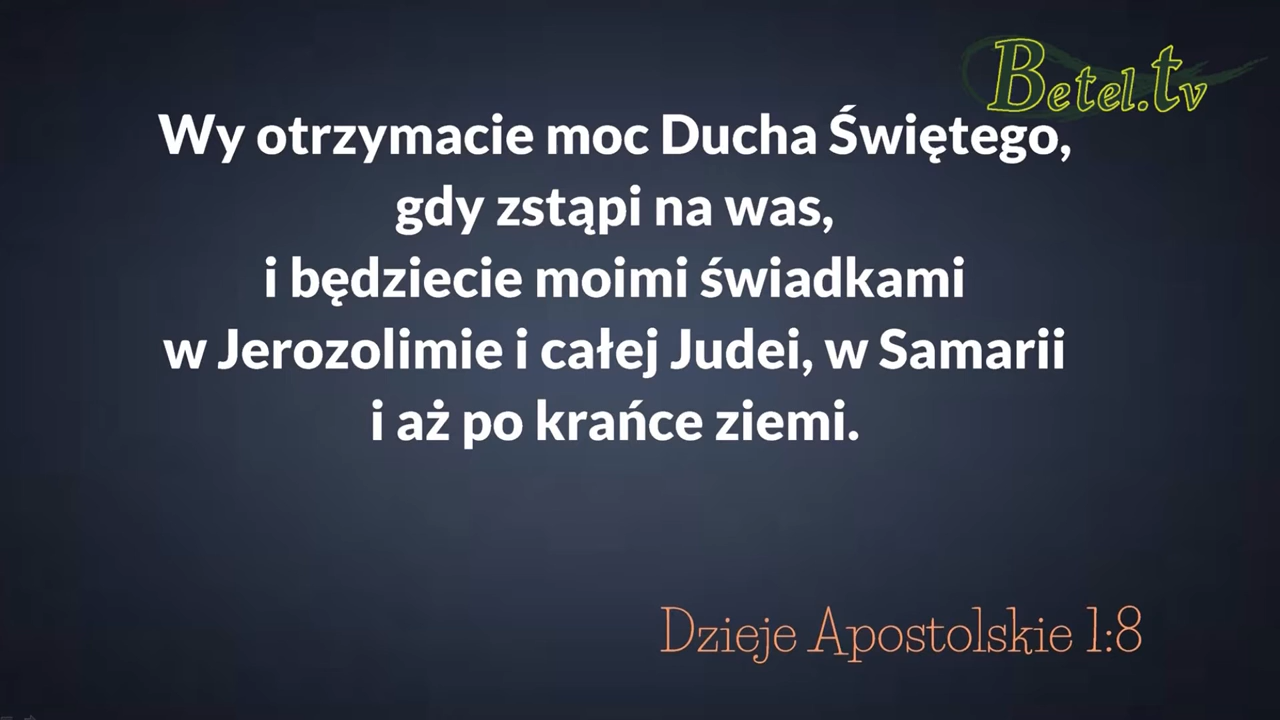 Betel.tv
Wy otrzymacie moc Ducha Świętego,
gdy zstąpi na was,
i będziecie moimi świadkami
w Jerozolimie i całej Judei, w Samarii
i aż po krańce ziemi.
Dzieje Apostolskie 1:8